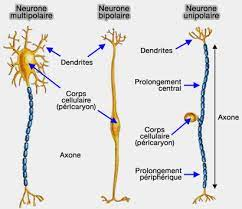 Neurone
multipolaire
Neurone
bipolaire
Neurone
unipolaire
Dendrites
Dendrites
Prolongement
central
Corps
cellulaire
(péricaryon)
Corps
cellulaire
(péricaryon)
Axone
Axone
Axone
Prolongement
périphérique